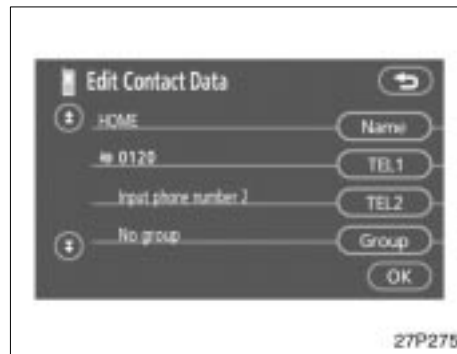 Edit Contact Data
HOME Name
0120 TEL1
Input phone number 2 TEL2
No group Group
OK
27P275